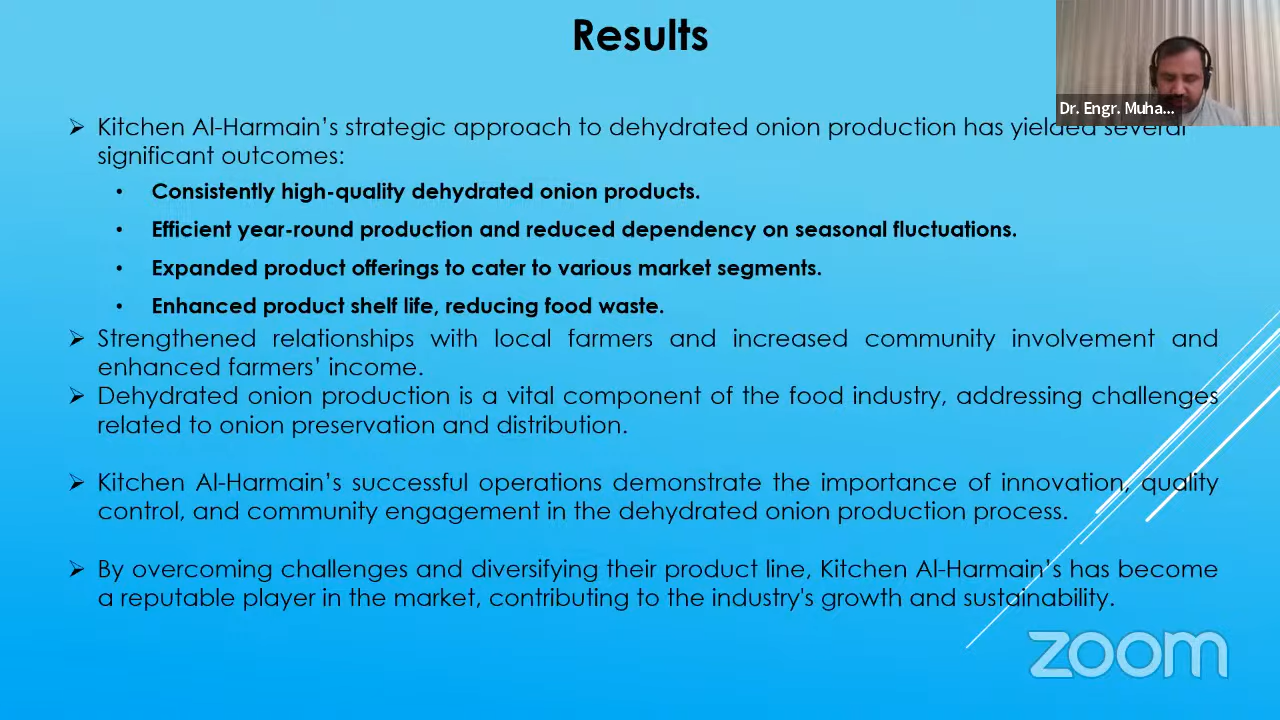 Results
Dr. Engr. Muha...
➢ Kitchen Al-Harmain’s strategic approach to dehydrated onion production has yielded several
significant outcomes:
• Consistently high-quality dehydrated onion products.
• Efficient year-round production and reduced dependency on seasonal fluctuations.
• Expanded product offerings to cater to various market segments.
• Enhanced product shelf life, reducing food waste.
➢ Strengthened relationships with local farmers and increased community involvement and
enhanced farmers’ income.
➢ Dehydrated onion production is a vital component of the food industry, addressing challenges
related to onion preservation and distribution.
➢ Kitchen Al-Harmain’s successful operations demonstrate the importance of innovation, quality
control, and community engagement in the dehydrated onion production process.
➢ By overcoming challenges and diversifying their product line, Kitchen Al-Harmain’s has become
a reputable player in the market, contributing to the industry's growth and sustainability.
zoom